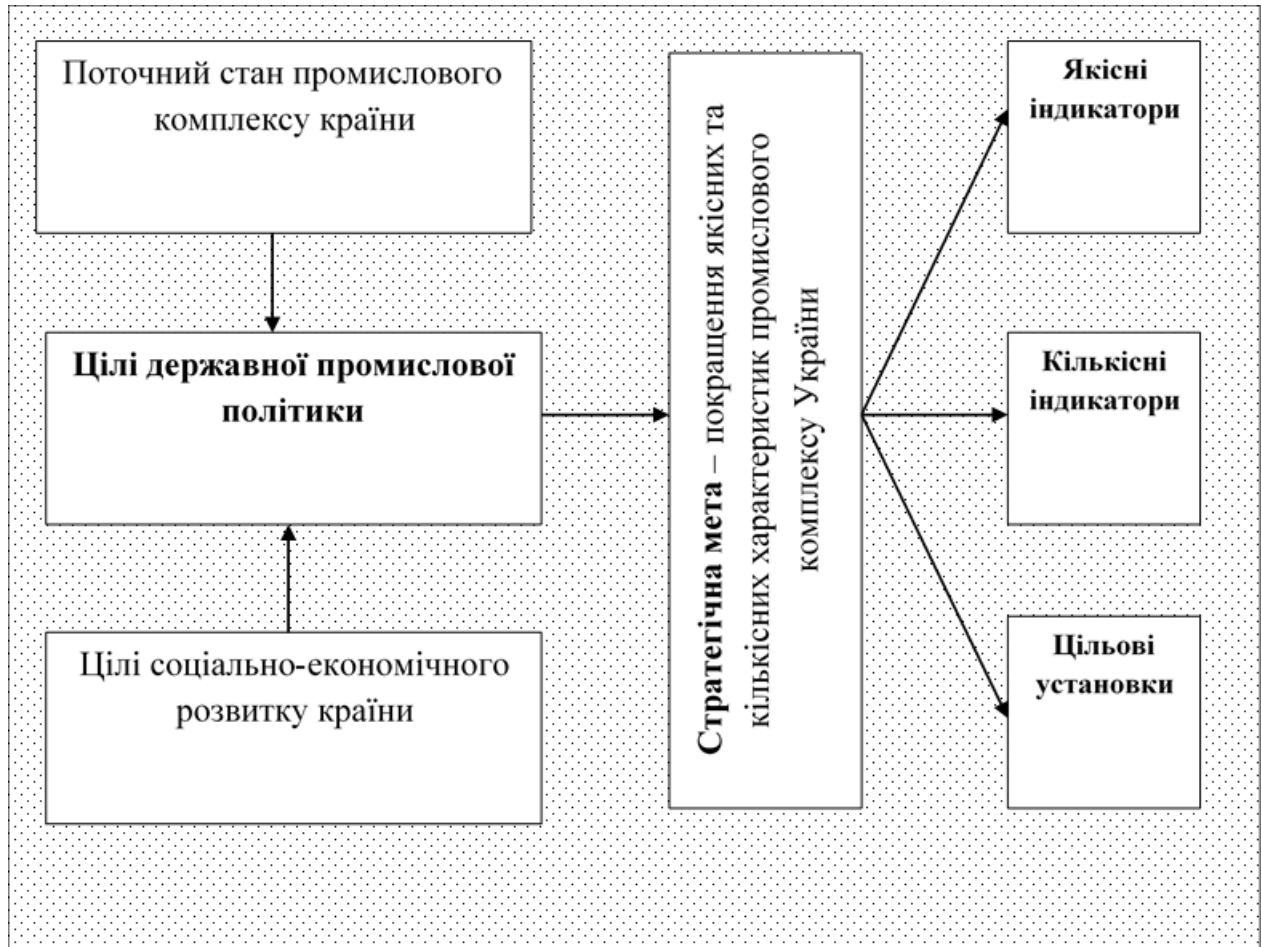 Поточний стан промислового
комплексу країни
Цілі державної промислової
політики
Цілі соціально-економічного
розвитку країни
Стратегічна мета – покращення якісних та
кількісних характеристик промислового
комплексу України
Якісні
індикатори
Кількісні
індикатори
Цільові
установки